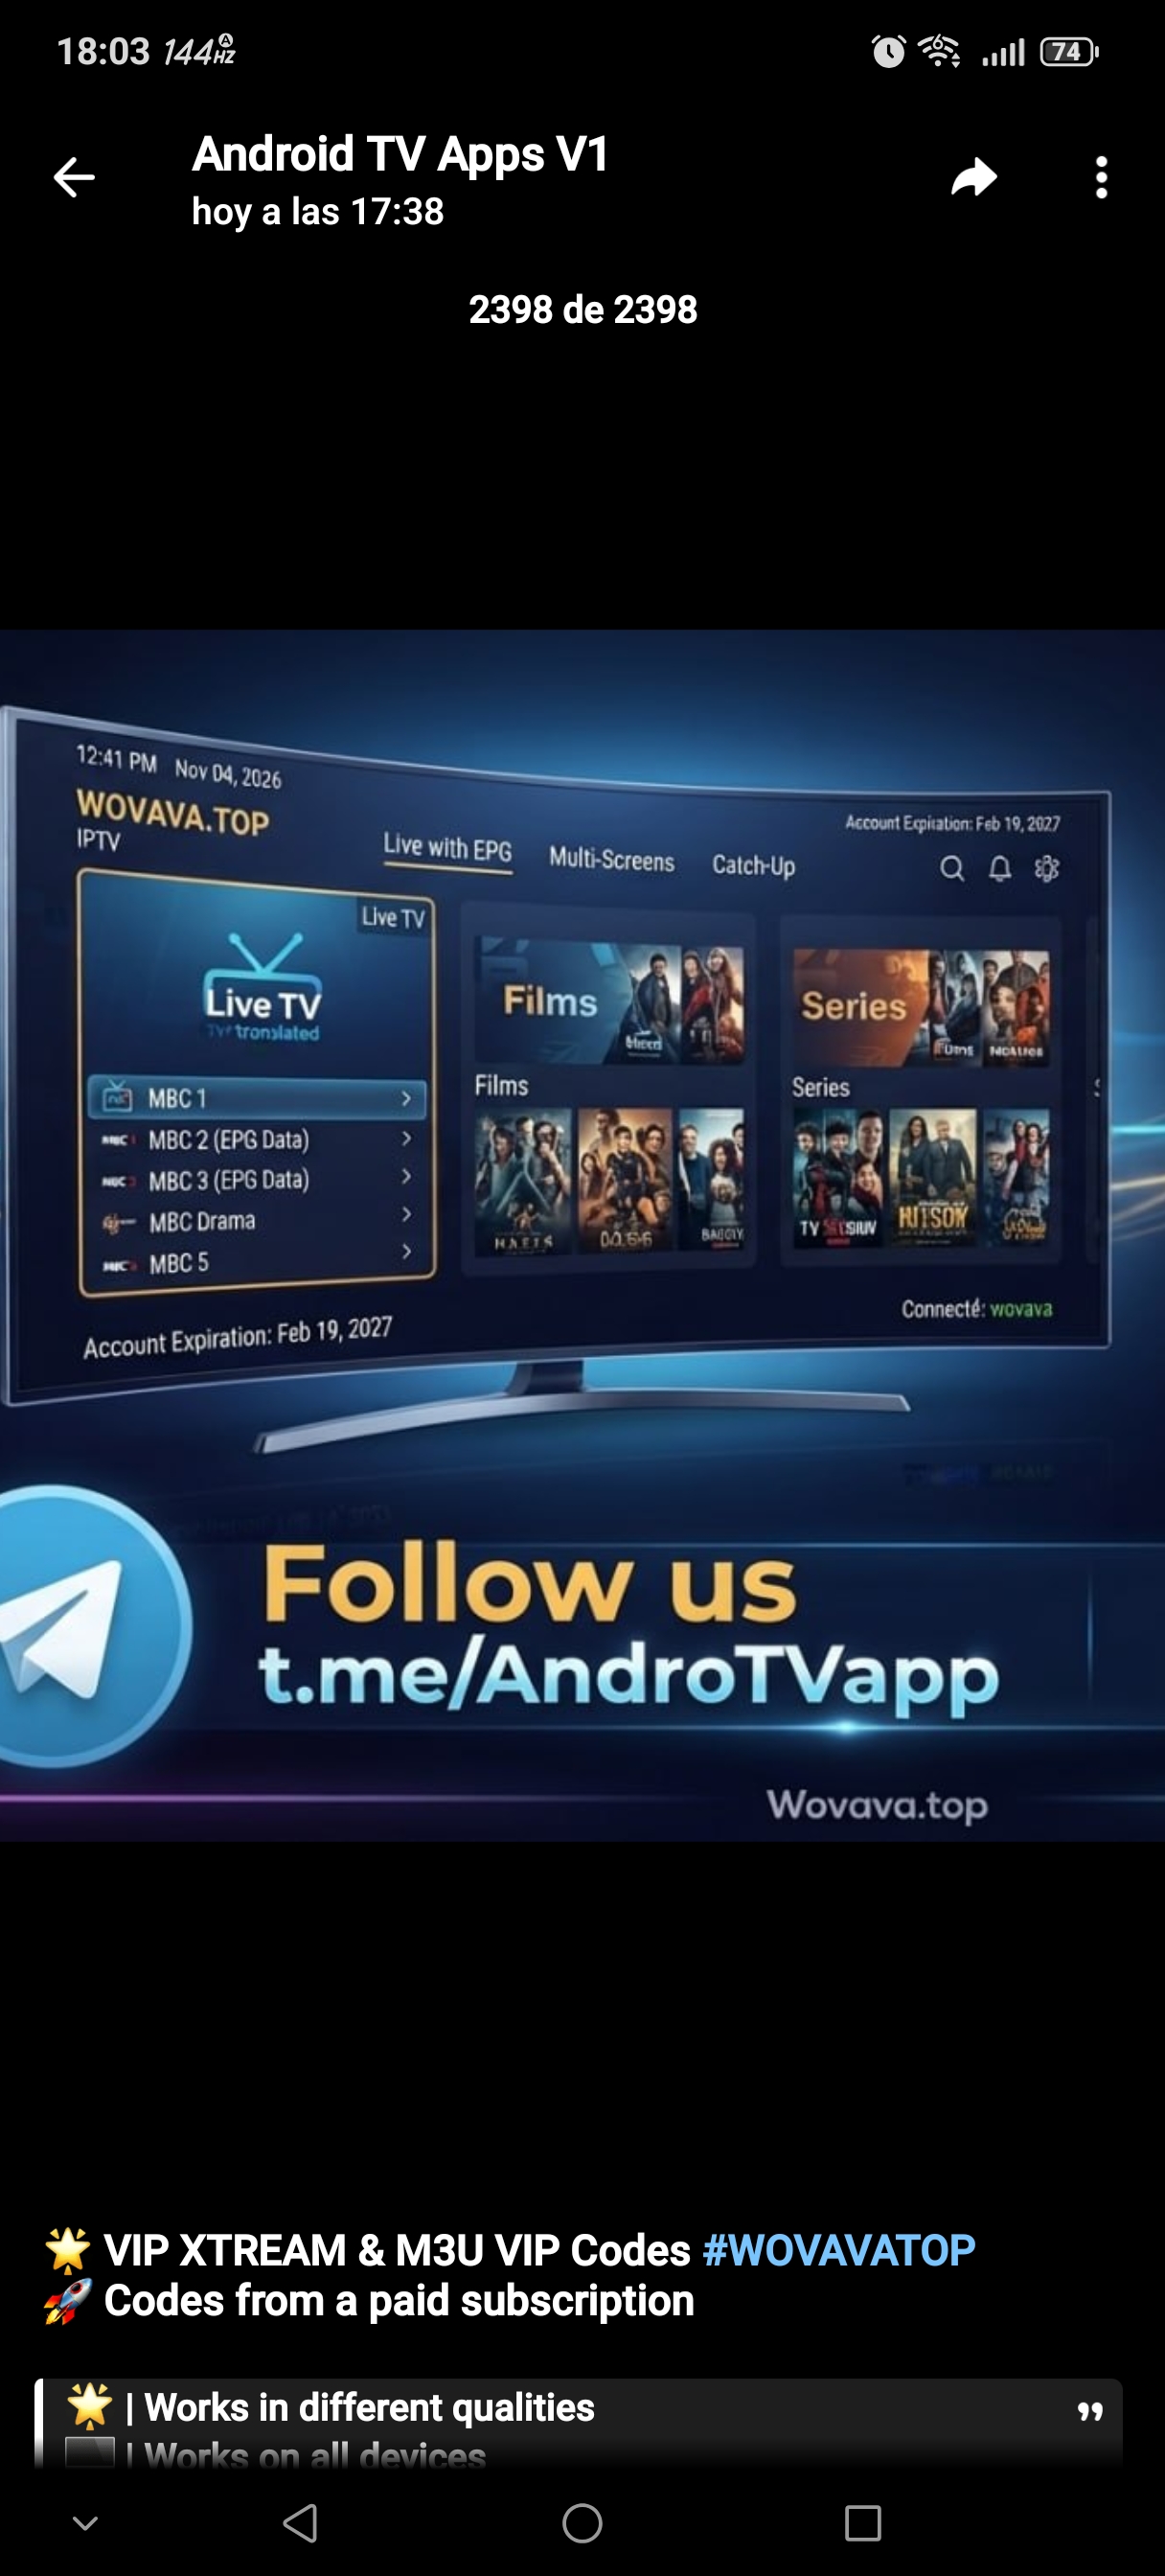 18:03 144HZ
74
Android TV Apps V1
hoy a las 17:38
2398 de 2398
12:41 PM Nov 04, 2026
WOVAVA.TOP
IPTV
Live with EPG
Multi-Screens
Catch-Up
Account Expiration: Feb 19, 2027
Live TV
Live TV
MBC 1
MBC 2 (EPG Data)
MBC 3 (EPG Data)
MBC Drama
MBC 5
Films
Films
Series
Series
Account Expiration: Feb 19, 2027
Connecté: wovava
Follow us
t.me/AndroTVapp
Wovava.top
🌟 VIP XTREAM & M3U VIP Codes #WOVAVATOP
🚀 Codes from a paid subscription
🌟 | Works in different qualities
| Works on all devices